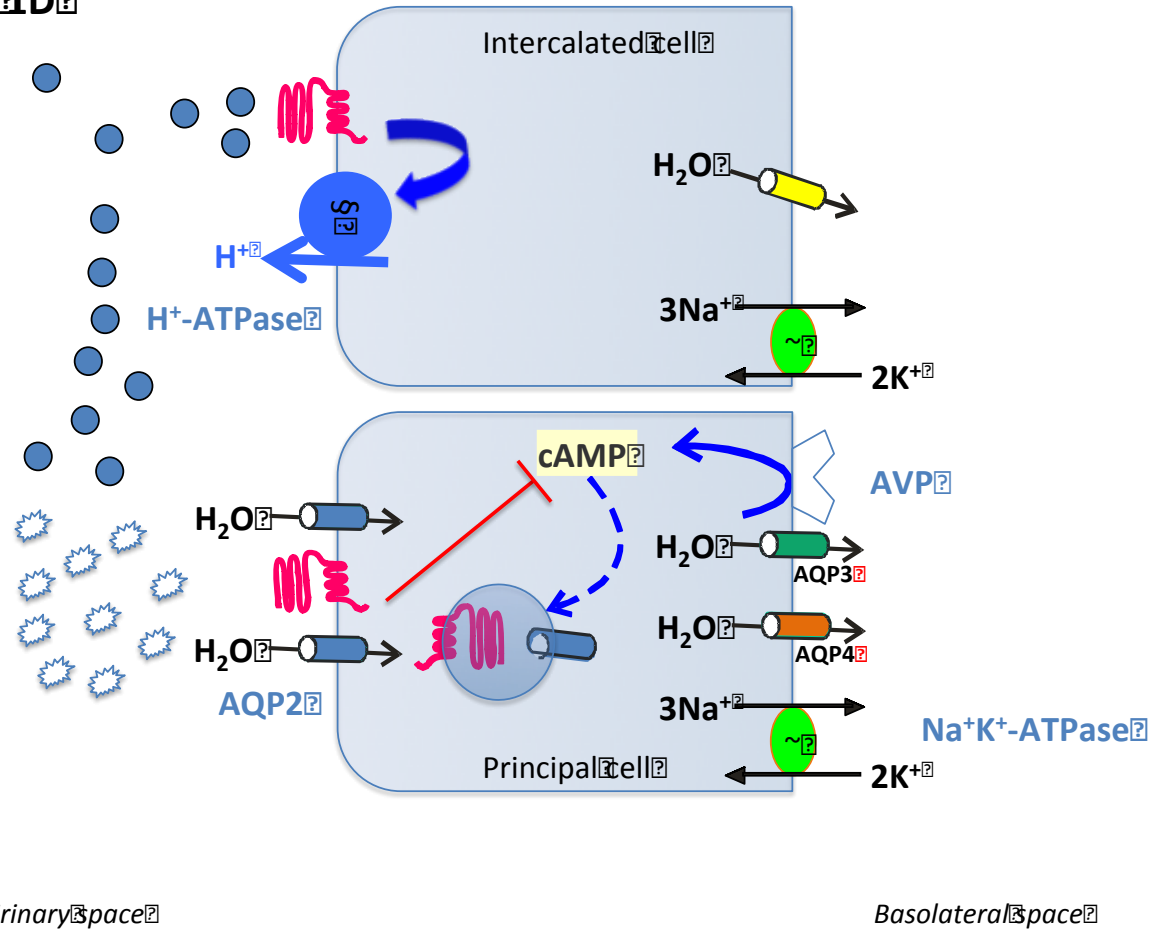 1D
Intercalated cell
H₂O
H⁺
H⁺-ATPase
3Na⁺
~
2K⁺
cAMP
AVP
H₂O
H₂O
AQP3
H₂O
H₂O
AQP4
AQP2
3Na⁺
Na⁺K⁺-ATPase
~
Principal cell
2K⁺
rinary space
Basolateral space